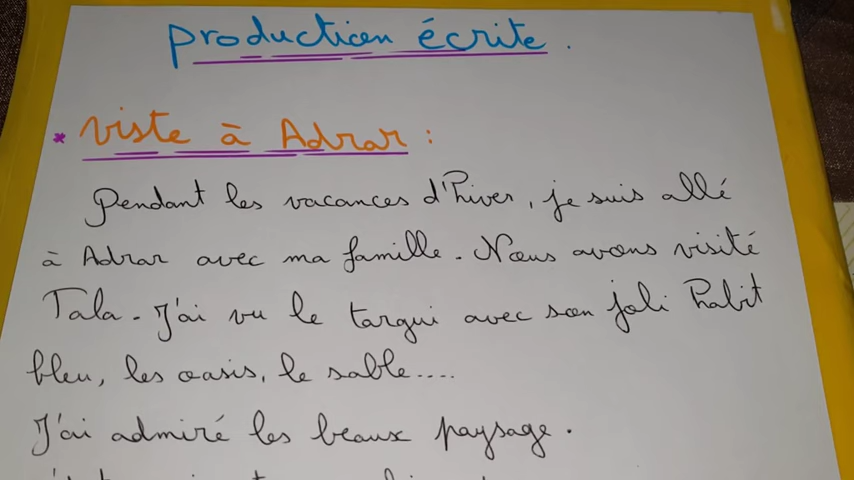 production écrite.
* viste à Adrar :
Pendant les vacances d'hiver, je suis allé
à Adrar avec ma famille. Nous avons visité
Tala. J'ai vu le targui avec son joli habit
bleu, les oasis, le sable....
J'ai admiré les beaux paysage.